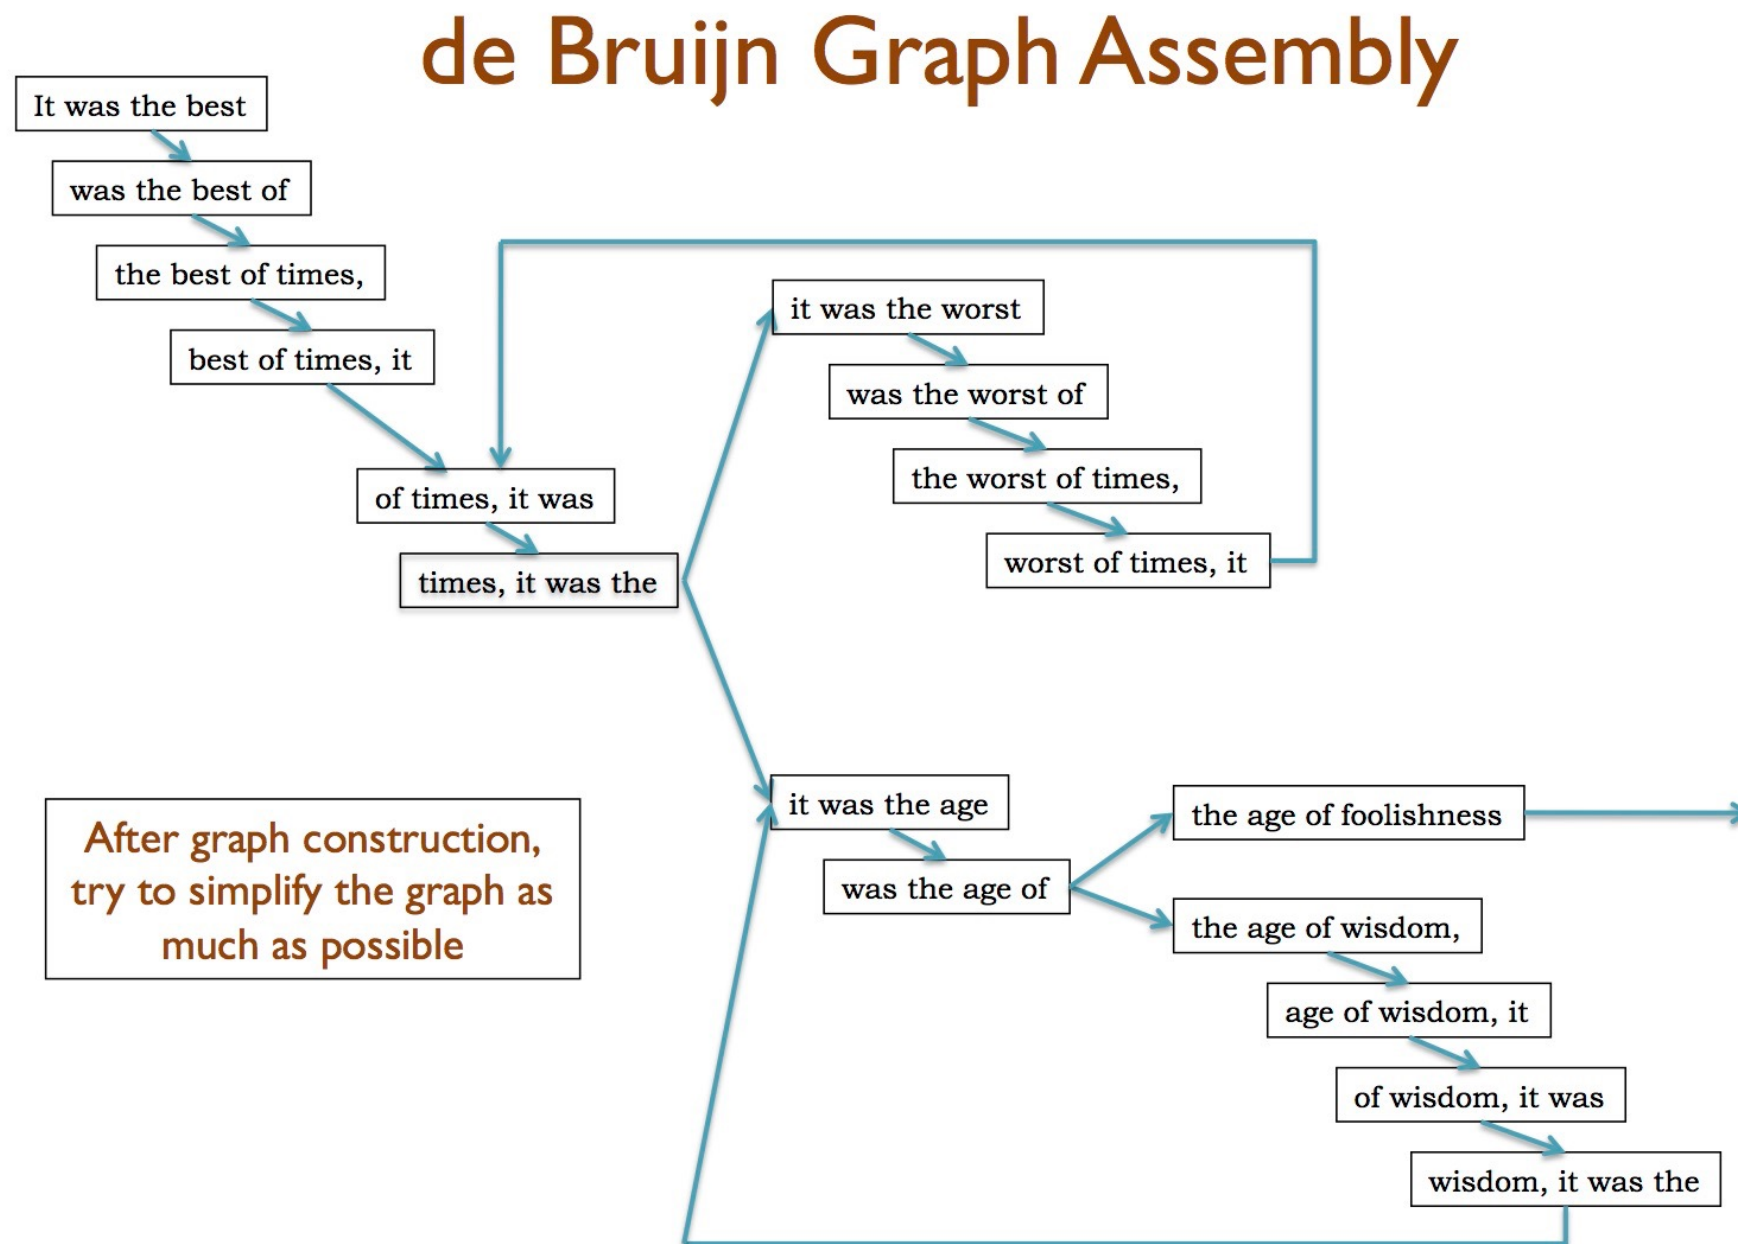 de Bruijn Graph Assembly
It was the best
was the best of
the best of times,
best of times, it
of times, it was
times, it was the
it was the worst
was the worst of
the worst of times,
worst of times, it
it was the age
was the age of
the age of foolishness
the age of wisdom,
age of wisdom, it
of wisdom, it was
wisdom, it was the
After graph construction,
try to simplify the graph as
much as possible